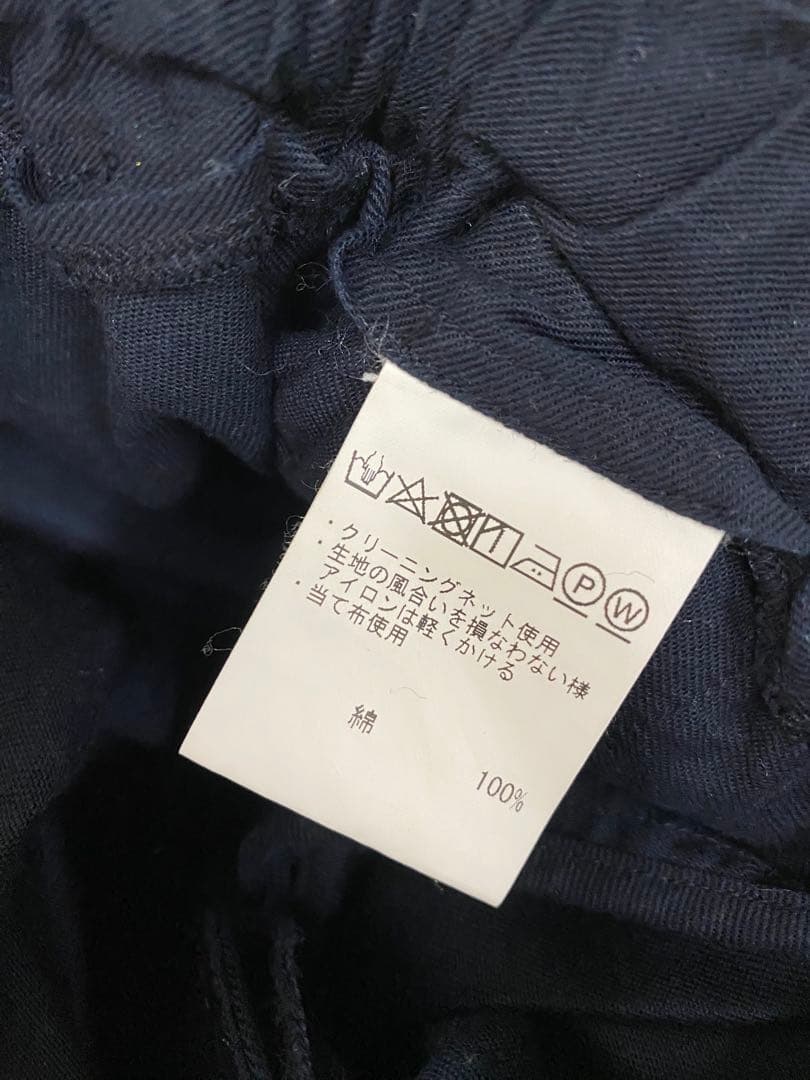 P W
・クリーニングネット使用
・生地の風合いを損なわない様
・アイロンは軽くかける
・当て布使用
綿
100%